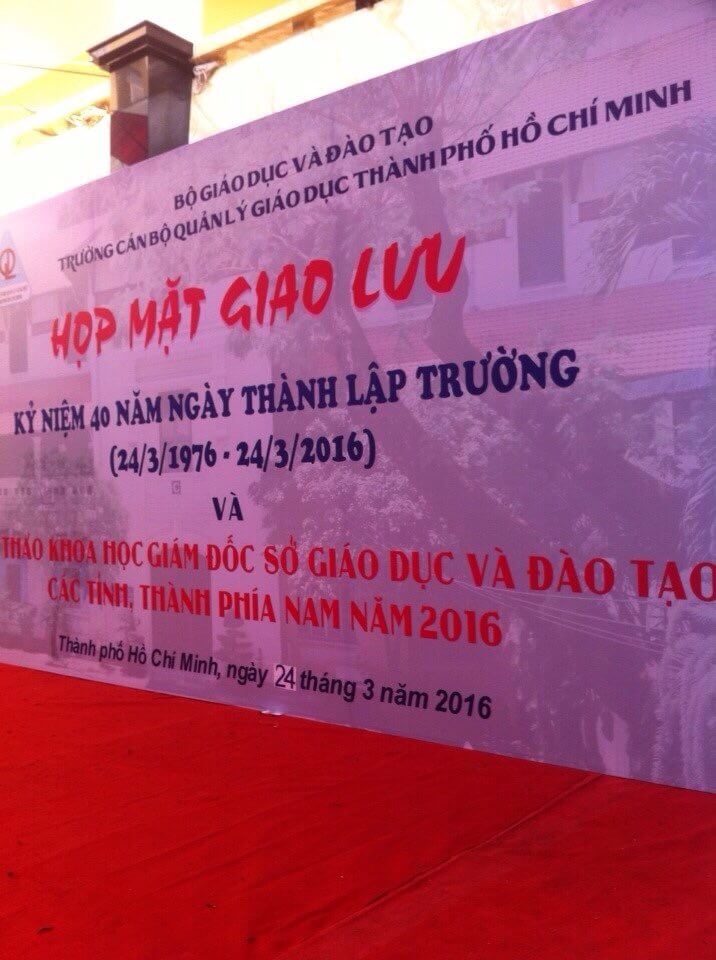 BỘ GIÁO DỤC VÀ ĐÀO TẠO
TRƯỜNG CÁN BỘ QUẢN LÝ GIÁO DỤC THÀNH PHỐ HỒ CHÍ MINH
HỌP MẶT GIAO LƯU
KỶ NIỆM 40 NĂM NGÀY THÀNH LẬP TRƯỜNG
(24/3/1976 - 24/3/2016)
VÀ
THẢO KHOA HỌC GIÁM ĐỐC SỞ GIÁO DỤC VÀ ĐÀO TẠO
CÁC TỈNH, THÀNH PHÍA NAM NĂM 2016
Thành phố Hồ Chí Minh, ngày 24 tháng 3 năm 2016